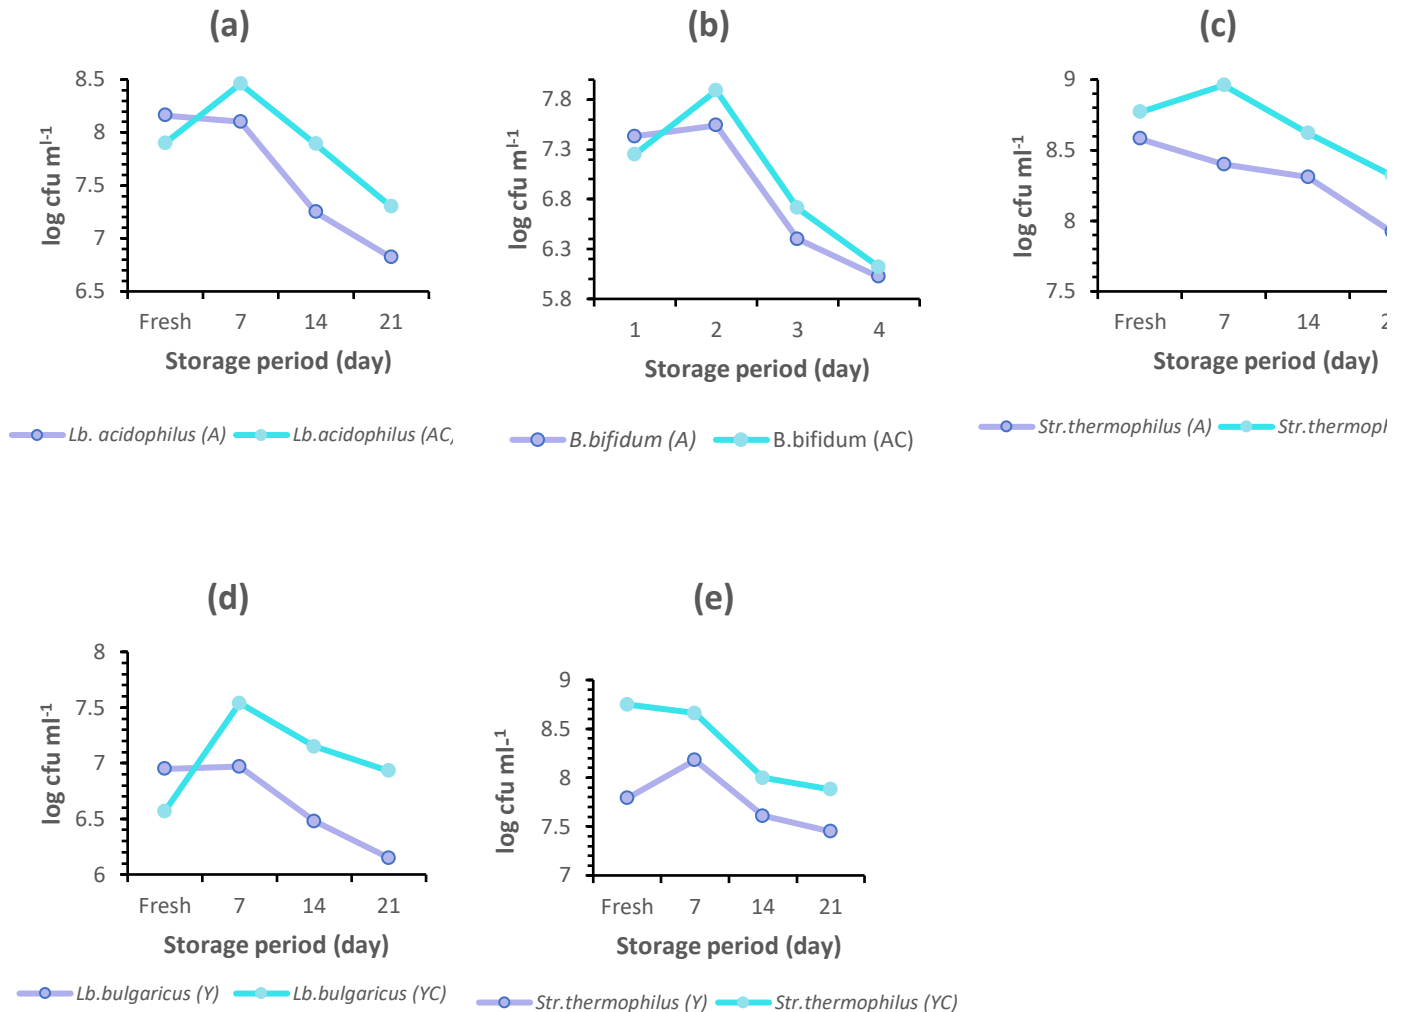 (a)
8.5
8
7.5
7
6.5
log cfu ml-1
Fresh 7 14 21
Storage period (day)
Lb. acidophilus (A) Lb.acidophilus (AC)
(b)
7.8
7.3
6.8
6.3
5.8
log cfu ml-1
1 2 3 4
Storage period (day)
B.bifidum (A) B.bifidum (AC)
(c)
9
8.5
8
7.5
log cfu ml-1
Fresh 7 14 2
Storage period (day)
Str.thermophilus (A) Str.thermoph
(d)
8
7.5
7
6.5
6
log cfu ml-1
Fresh 7 14 21
Storage period (day)
Lb.bulgaricus (Y) Lb.bulgaricus (YC)
(e)
9
8.5
8
7.5
7
log cfu ml-1
Fresh 7 14 21
Storage period (day)
Str.thermophilus (Y) Str.thermophilus (YC)